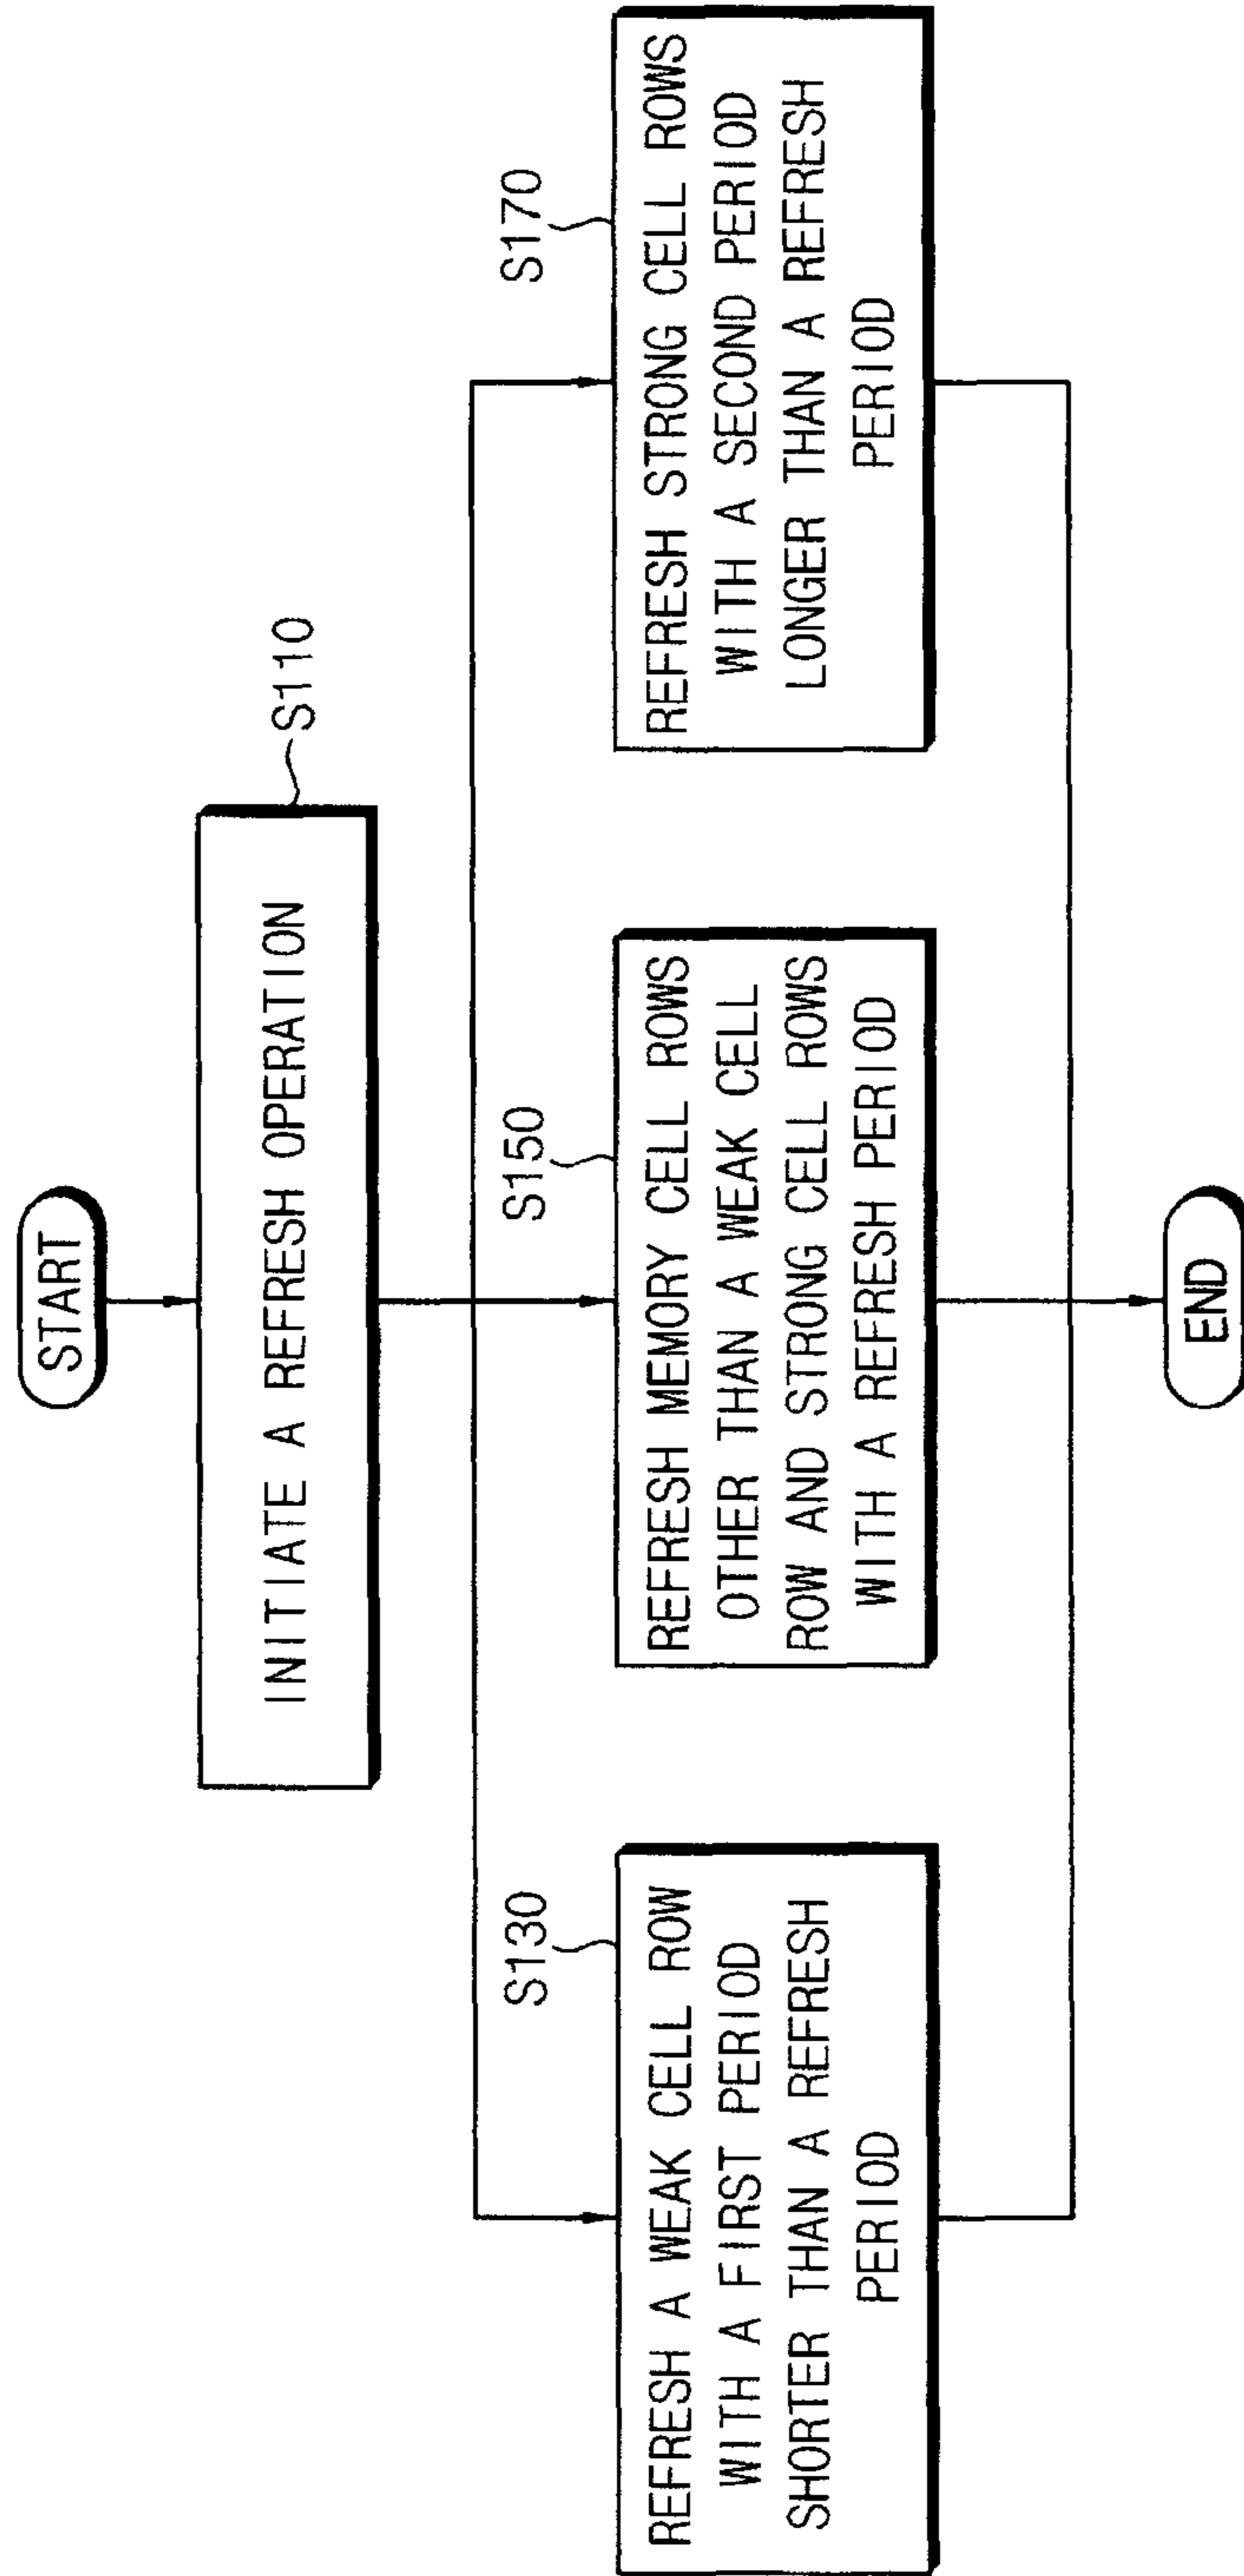 START
INITIATE A REFRESH OPERATION
S110
S130
REFRESH A WEAK CELL ROW
WITH A FIRST PERIOD
SHORTER THAN A REFRESH
PERIOD
S150
REFRESH MEMORY CELL ROWS
OTHER THAN A WEAK CELL
ROW AND STRONG CELL ROWS
WITH A REFRESH PERIOD
S170
REFRESH STRONG CELL ROWS
WITH A SECOND PERIOD
LONGER THAN A REFRESH
PERIOD
END